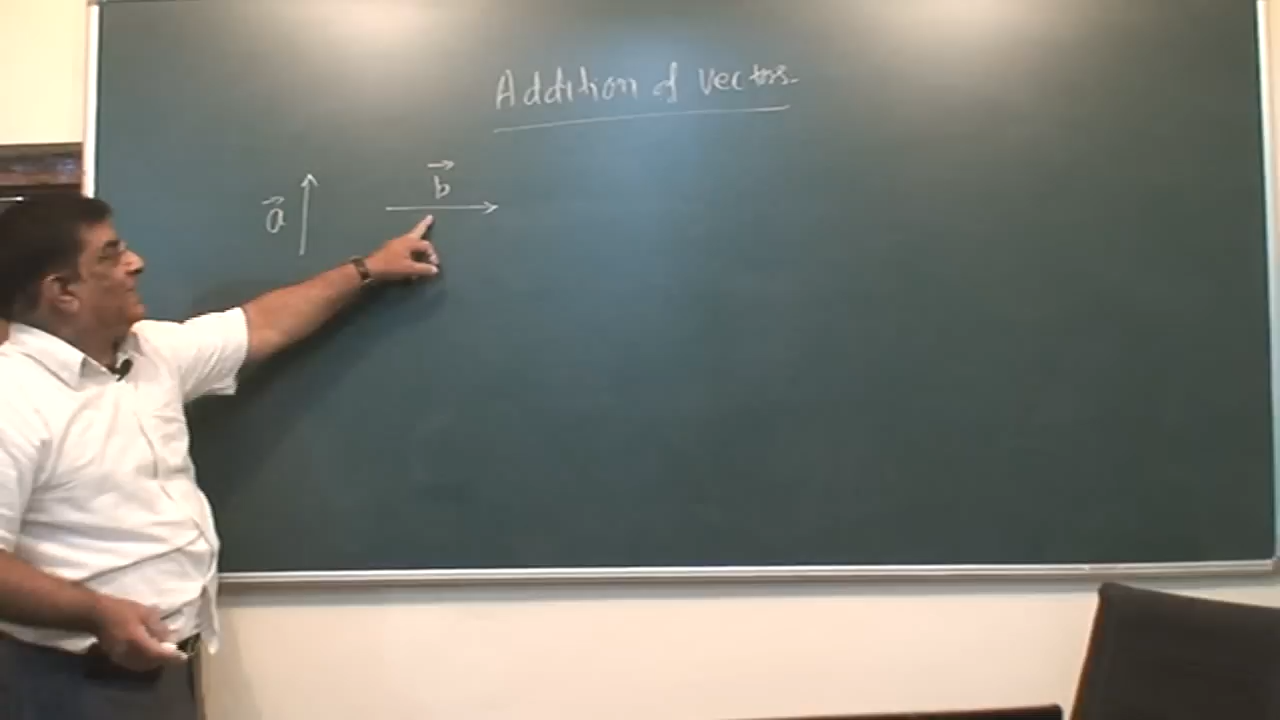 Addition of vectors
a⃗
b⃗